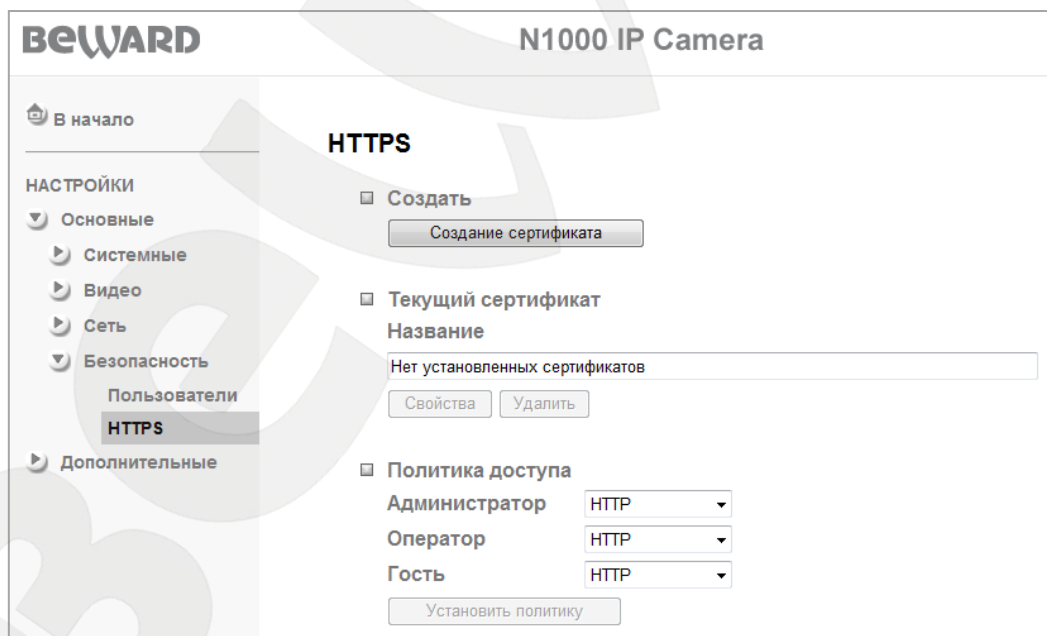 BEWARD
N1000 IP Camera
В начало
НАСТРОЙКИ
Основные
Системные
Видео
Сеть
Безопасность
Пользователи
HTTPS
Дополнительные
HTTPS
Создать
Создание сертификата
Текущий сертификат
Название
Нет установленных сертификатов
Свойства Удалить
Политика доступа
Администратор HTTP
Оператор HTTP
Гость HTTP
Установить политику